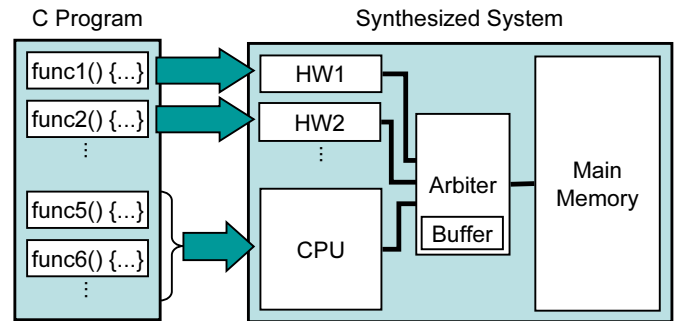 C Program
Synthesized System
func1() {...}
func2() {...}
...
func5() {...}
func6() {...}
...
HW1
HW2
...
CPU
Arbiter
Buffer
Main
Memory